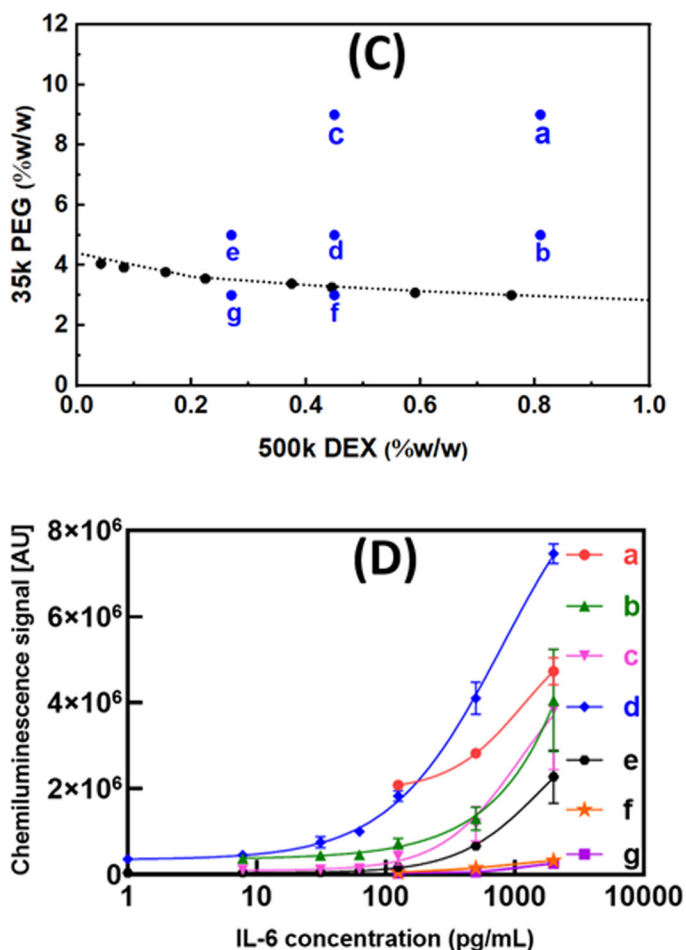 (C)
12
10
8
6
4
2
0
35k PEG (%w/w)
c
a
e
d
b
g
f
0.0
0.2
0.4
0.6
0.8
1.0
500k DEX (%w/w)
(D)
8×10⁶
6×10⁶
4×10⁶
2×10⁶
0
Chemiluminescence signal [AU]
a
b
c
d
e
f
g
1
10
100
1000
10000
IL-6 concentration (pg/mL)